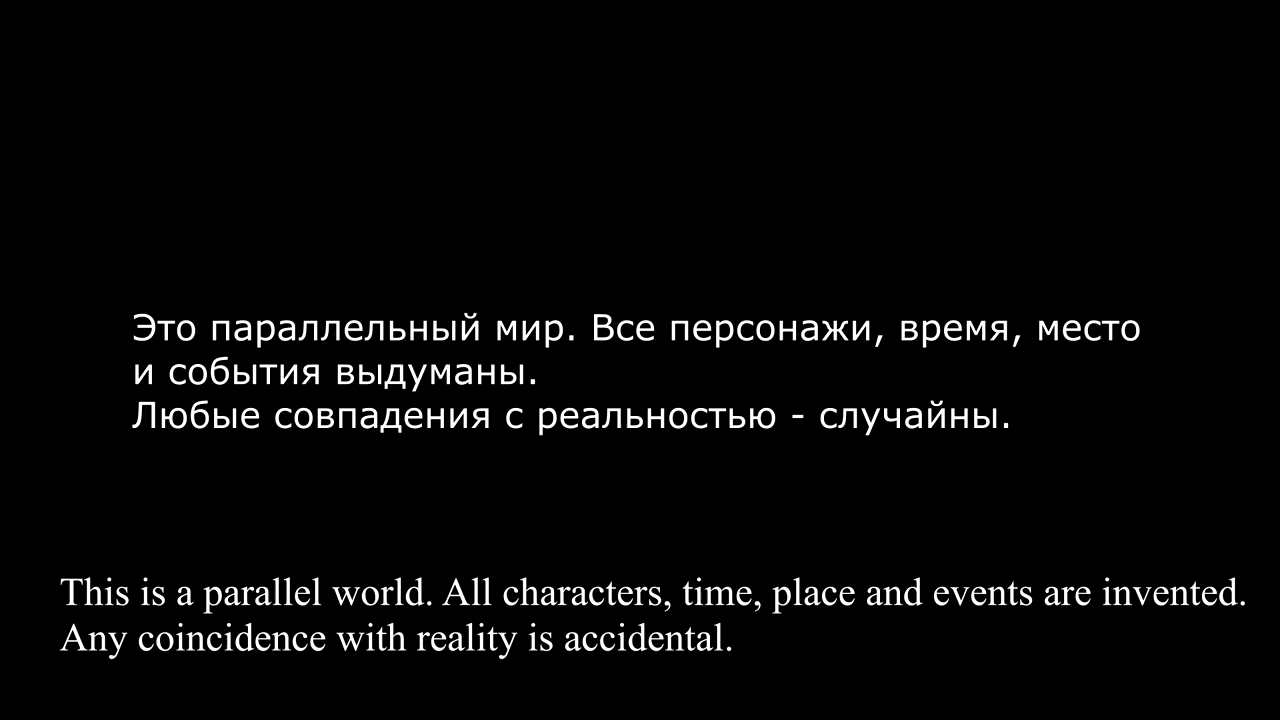 Это параллельный мир. Все персонажи, время, место
и события выдуманы.
Любые совпадения с реальностью - случайны.
This is a parallel world. All characters, time, place and events are invented.
Any coincidence with reality is accidental.